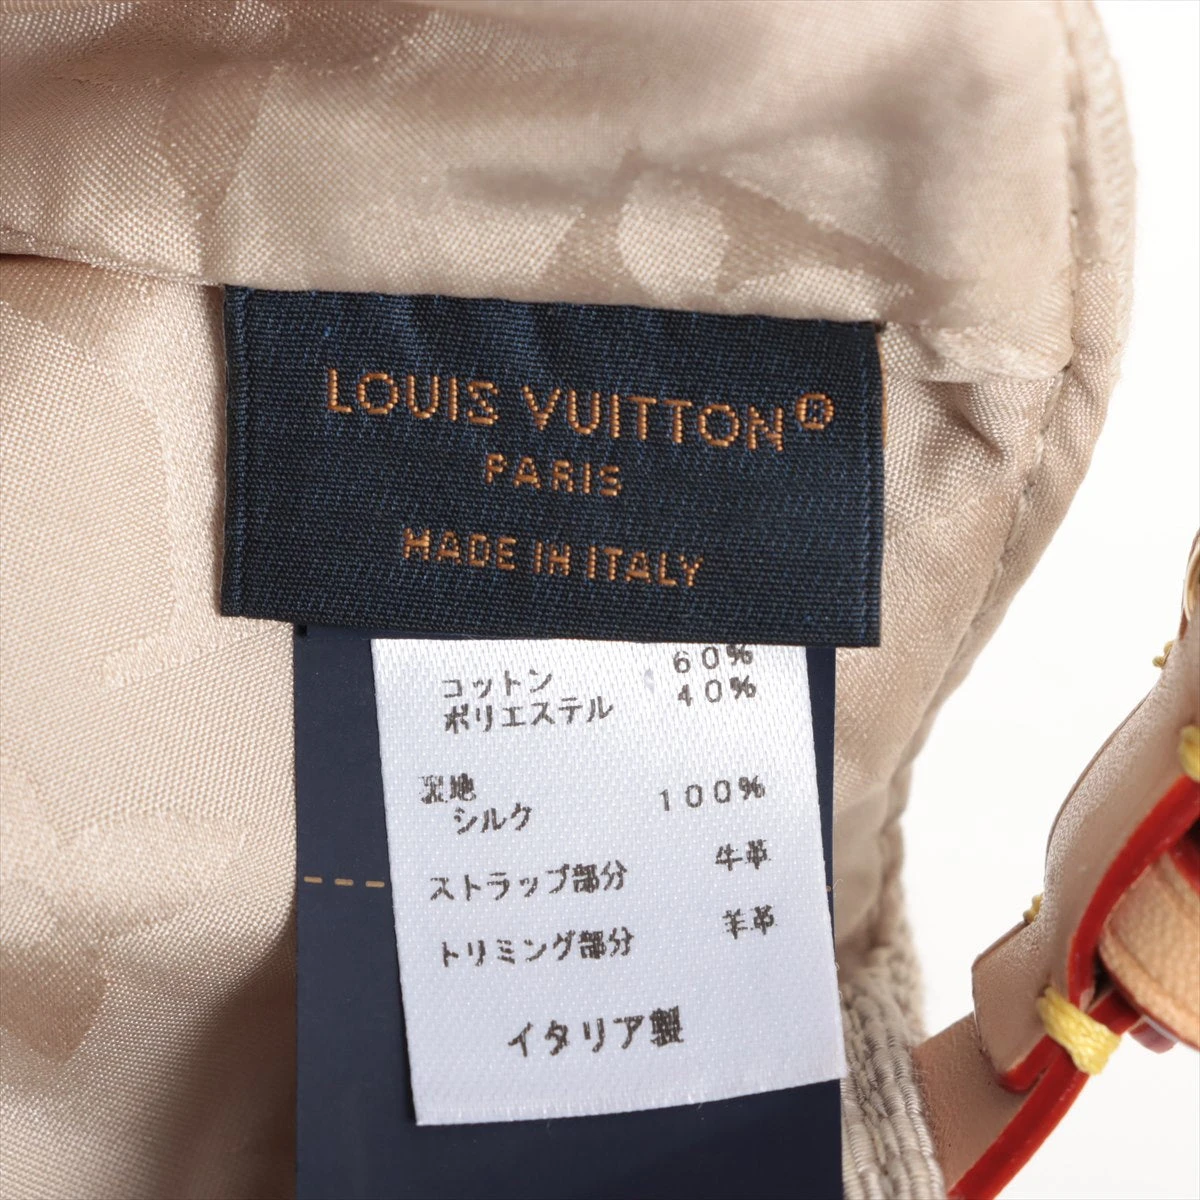 LOUIS VUITTON®
PARIS
MADE IN ITALY
コットン 60%
ポリエステル 40%
裏地
シルケ 100%
ストラップ部分 牛革
トリミング部分 羊革
イタリア製